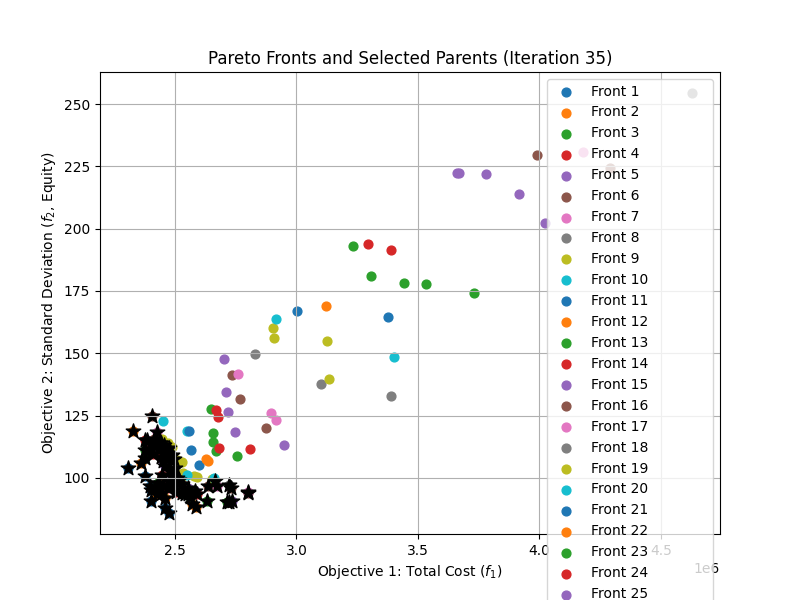 Pareto Fronts and Selected Parents (Iteration 35)
Objective 2: Standard Deviation (f₂, Equity)
250
225
200
175
150
125
100
2.5
3.0
3.5
4.0
4.5
1e6
Objective 1: Total Cost (f₁)
Front 1
Front 2
Front 3
Front 4
Front 5
Front 6
Front 7
Front 8
Front 9
Front 10
Front 11
Front 12
Front 13
Front 14
Front 15
Front 16
Front 17
Front 18
Front 19
Front 20
Front 21
Front 22
Front 23
Front 24
Front 25